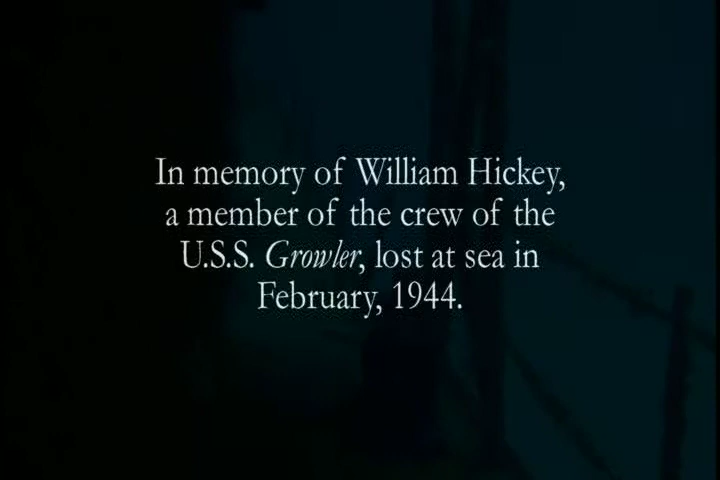 In memory of William Hickey,
a member of the crew of the
U.S.S. Growler, lost at sea in
February, 1944.